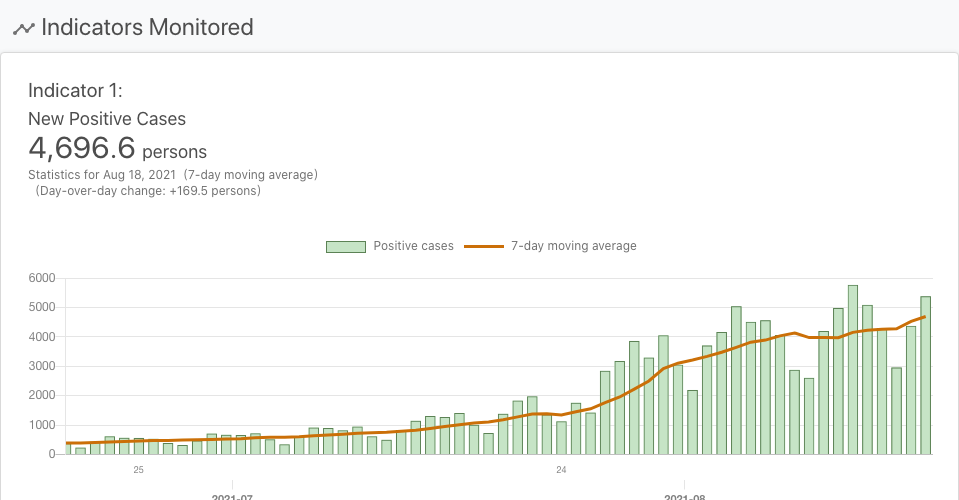 Indicators Monitored
Indicator 1:
New Positive Cases
4,696.6 persons
Statistics for Aug 18, 2021 (7-day moving average)
(Day-over-day change: +169.5 persons)
Positive cases 7-day moving average
6000
5000
4000
3000
2000
1000
0
25 24
2021-07 2021-08